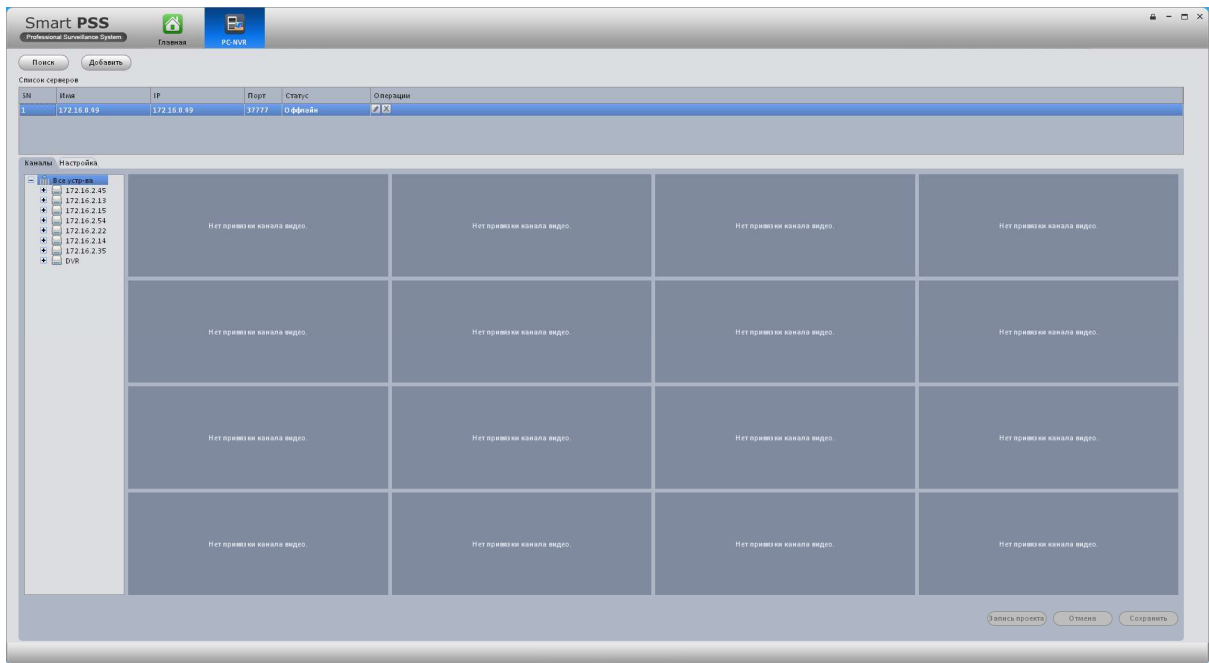 Smart PSS
Professional Surveillance System
Главная
PC-NVR
Поиск
Добавить
Список серверов
SN Имя IP Порт Статус Операции
1 172.16.0.49 172.16.0.49 37777 Оффлайн
Каналы Настройка
Все устр-ва
172.16.2.45
172.16.2.13
172.16.2.15
172.16.2.54
172.16.2.22
172.16.2.14
172.16.2.35
DVR
Нет привязки канала видео. Нет привязки канала видео. Нет привязки канала видео. Нет привязки канала видео.
Нет привязки канала видео. Нет привязки канала видео. Нет привязки канала видео. Нет привязки канала видео.
Нет привязки канала видео. Нет привязки канала видео. Нет привязки канала видео. Нет привязки канала видео.
Нет привязки канала видео. Нет привязки канала видео. Нет привязки канала видео. Нет привязки канала видео.
Запись проекта Отмена Сохранить